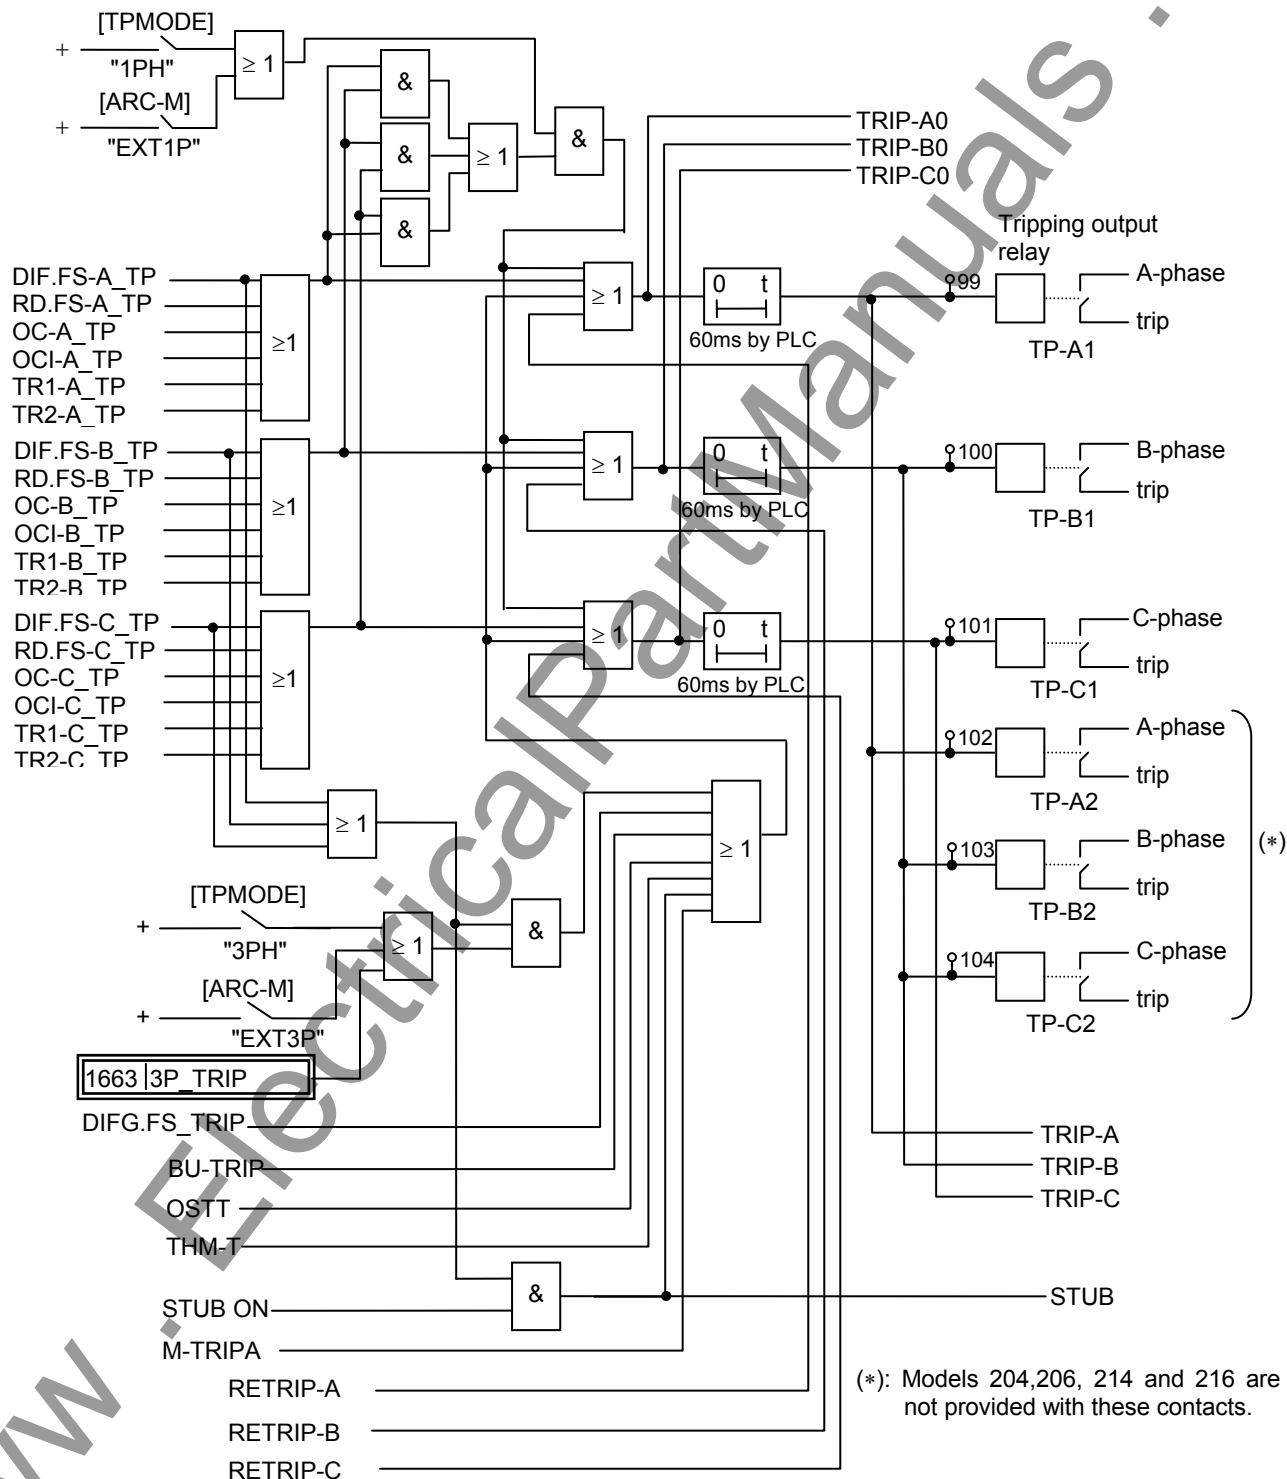 [TPMODE]
+
"1PH"
≥ 1
[ARC-M]
+
"EXT1P"
&
&
&
≥ 1
&
TRIP-A0
TRIP-B0
TRIP-C0
Tripping output
relay
DIF.FS-A_TP
RD.FS-A_TP
OC-A_TP
OCI-A_TP
TR1-A_TP
TR2-A_TP
≥1
≥ 1
0 t
60ms by PLC
99
TP-A1
A-phase
trip
DIF.FS-B_TP
RD.FS-B_TP
OC-B_TP
OCI-B_TP
TR1-B_TP
TR2-B_TP
≥1
≥ 1
0 t
60ms by PLC
100
TP-B1
B-phase
trip
DIF.FS-C_TP
RD.FS-C_TP
OC-C_TP
OCI-C_TP
TR1-C_TP
TR2-C_TP
≥1
≥ 1
0 t
60ms by PLC
101
TP-C1
C-phase
trip
102
TP-A2
A-phase
trip
103
TP-B2
B-phase
trip
104
TP-C2
C-phase
trip
(*)
≥ 1
≥ 1
[TPMODE]
+
"3PH"
≥ 1
&
[ARC-M]
+
"EXT3P"
1663 3P_TRIP
DIFG.FS_TRIP
BU-TRIP
OSTT
THM-T
TRIP-A
TRIP-B
TRIP-C
STUB ON
&
STUB
M-TRIPA
RETRIP-A
RETRIP-B
RETRIP-C
(*): Models 204,206, 214 and 216 are
not provided with these contacts.
w . ElectricalPartManuals .